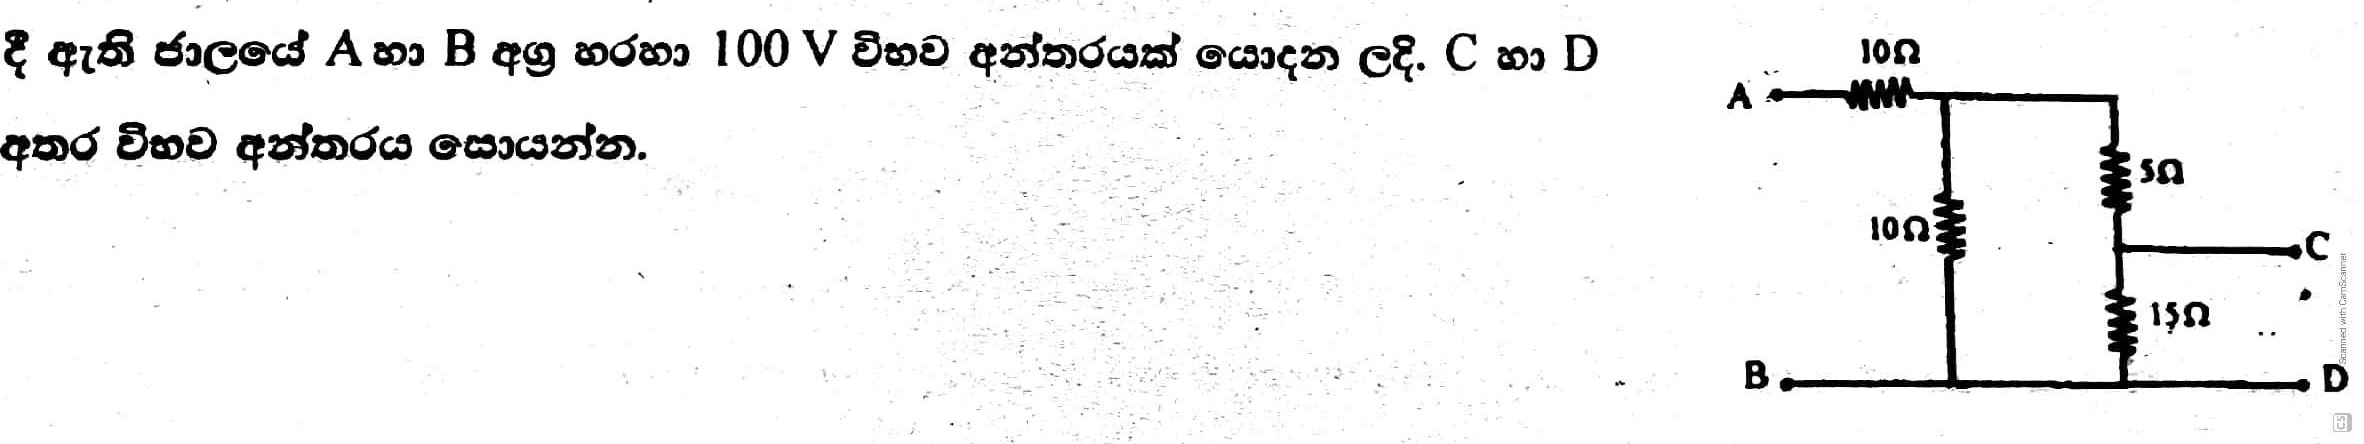 දී ඇති ජාලයේ A හා B අග්‍ර හරහා 100 V විභව අන්තරයක් යොදන ලදි. C හා D
අතර විභව අන්තරය සොයන්න.
10Ω
A
5Ω
10Ω
C
15Ω
B
D
Scanned with CamScanner
CS